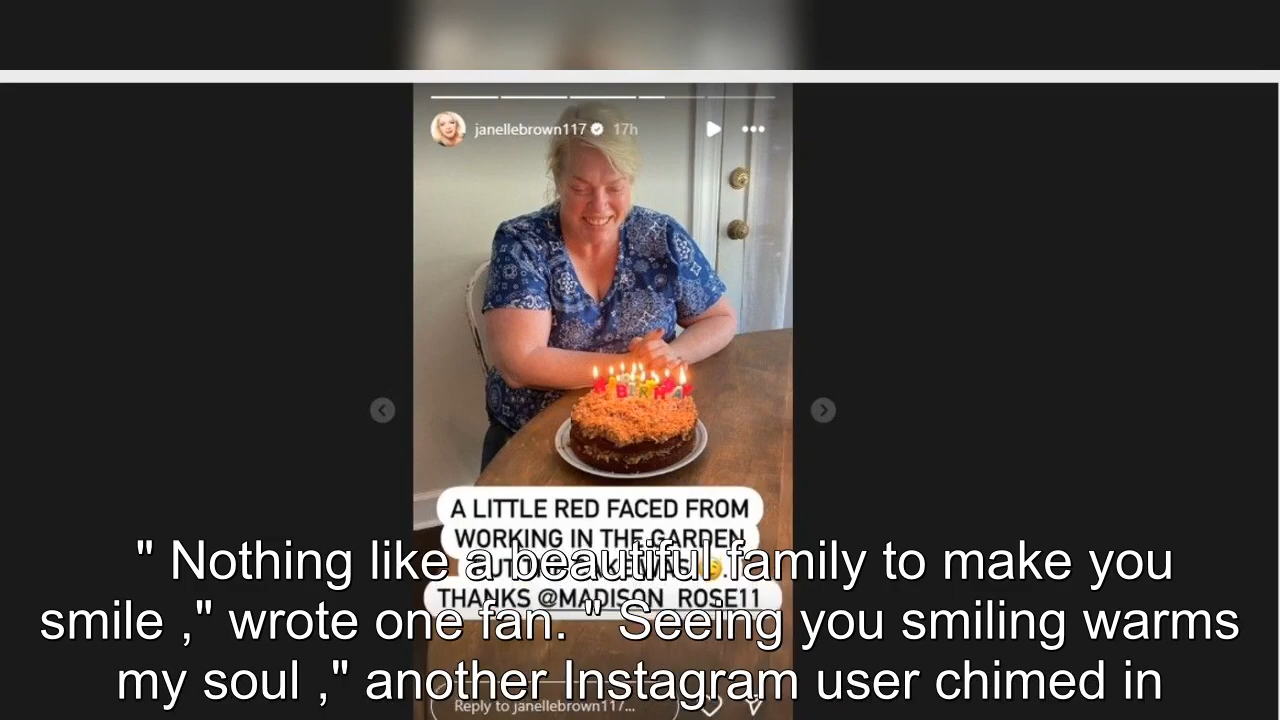 janellebrown117 17h
BIRTHDAY
A LITTLE RED FACED FROM
WORKING IN THE GARDEN
THANKS @MADISON_ROSE11
" Nothing like a beautiful family to make you
smile ," wrote one fan. " Seeing you smiling warms
my soul ," another Instagram user chimed in
Reply to janellebrown117...